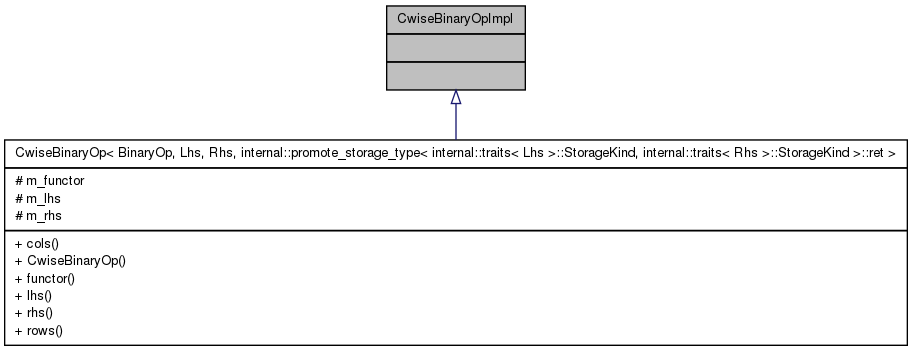 CwiseBinaryOpImpl
CwiseBinaryOp< BinaryOp, Lhs, Rhs, internal::promote_storage_type< internal::traits< Lhs >::StorageKind, internal::traits< Rhs >::StorageKind >::ret >
# m_functor
# m_lhs
# m_rhs
+ cols()
+ CwiseBinaryOp()
+ functor()
+ lhs()
+ rhs()
+ rows()